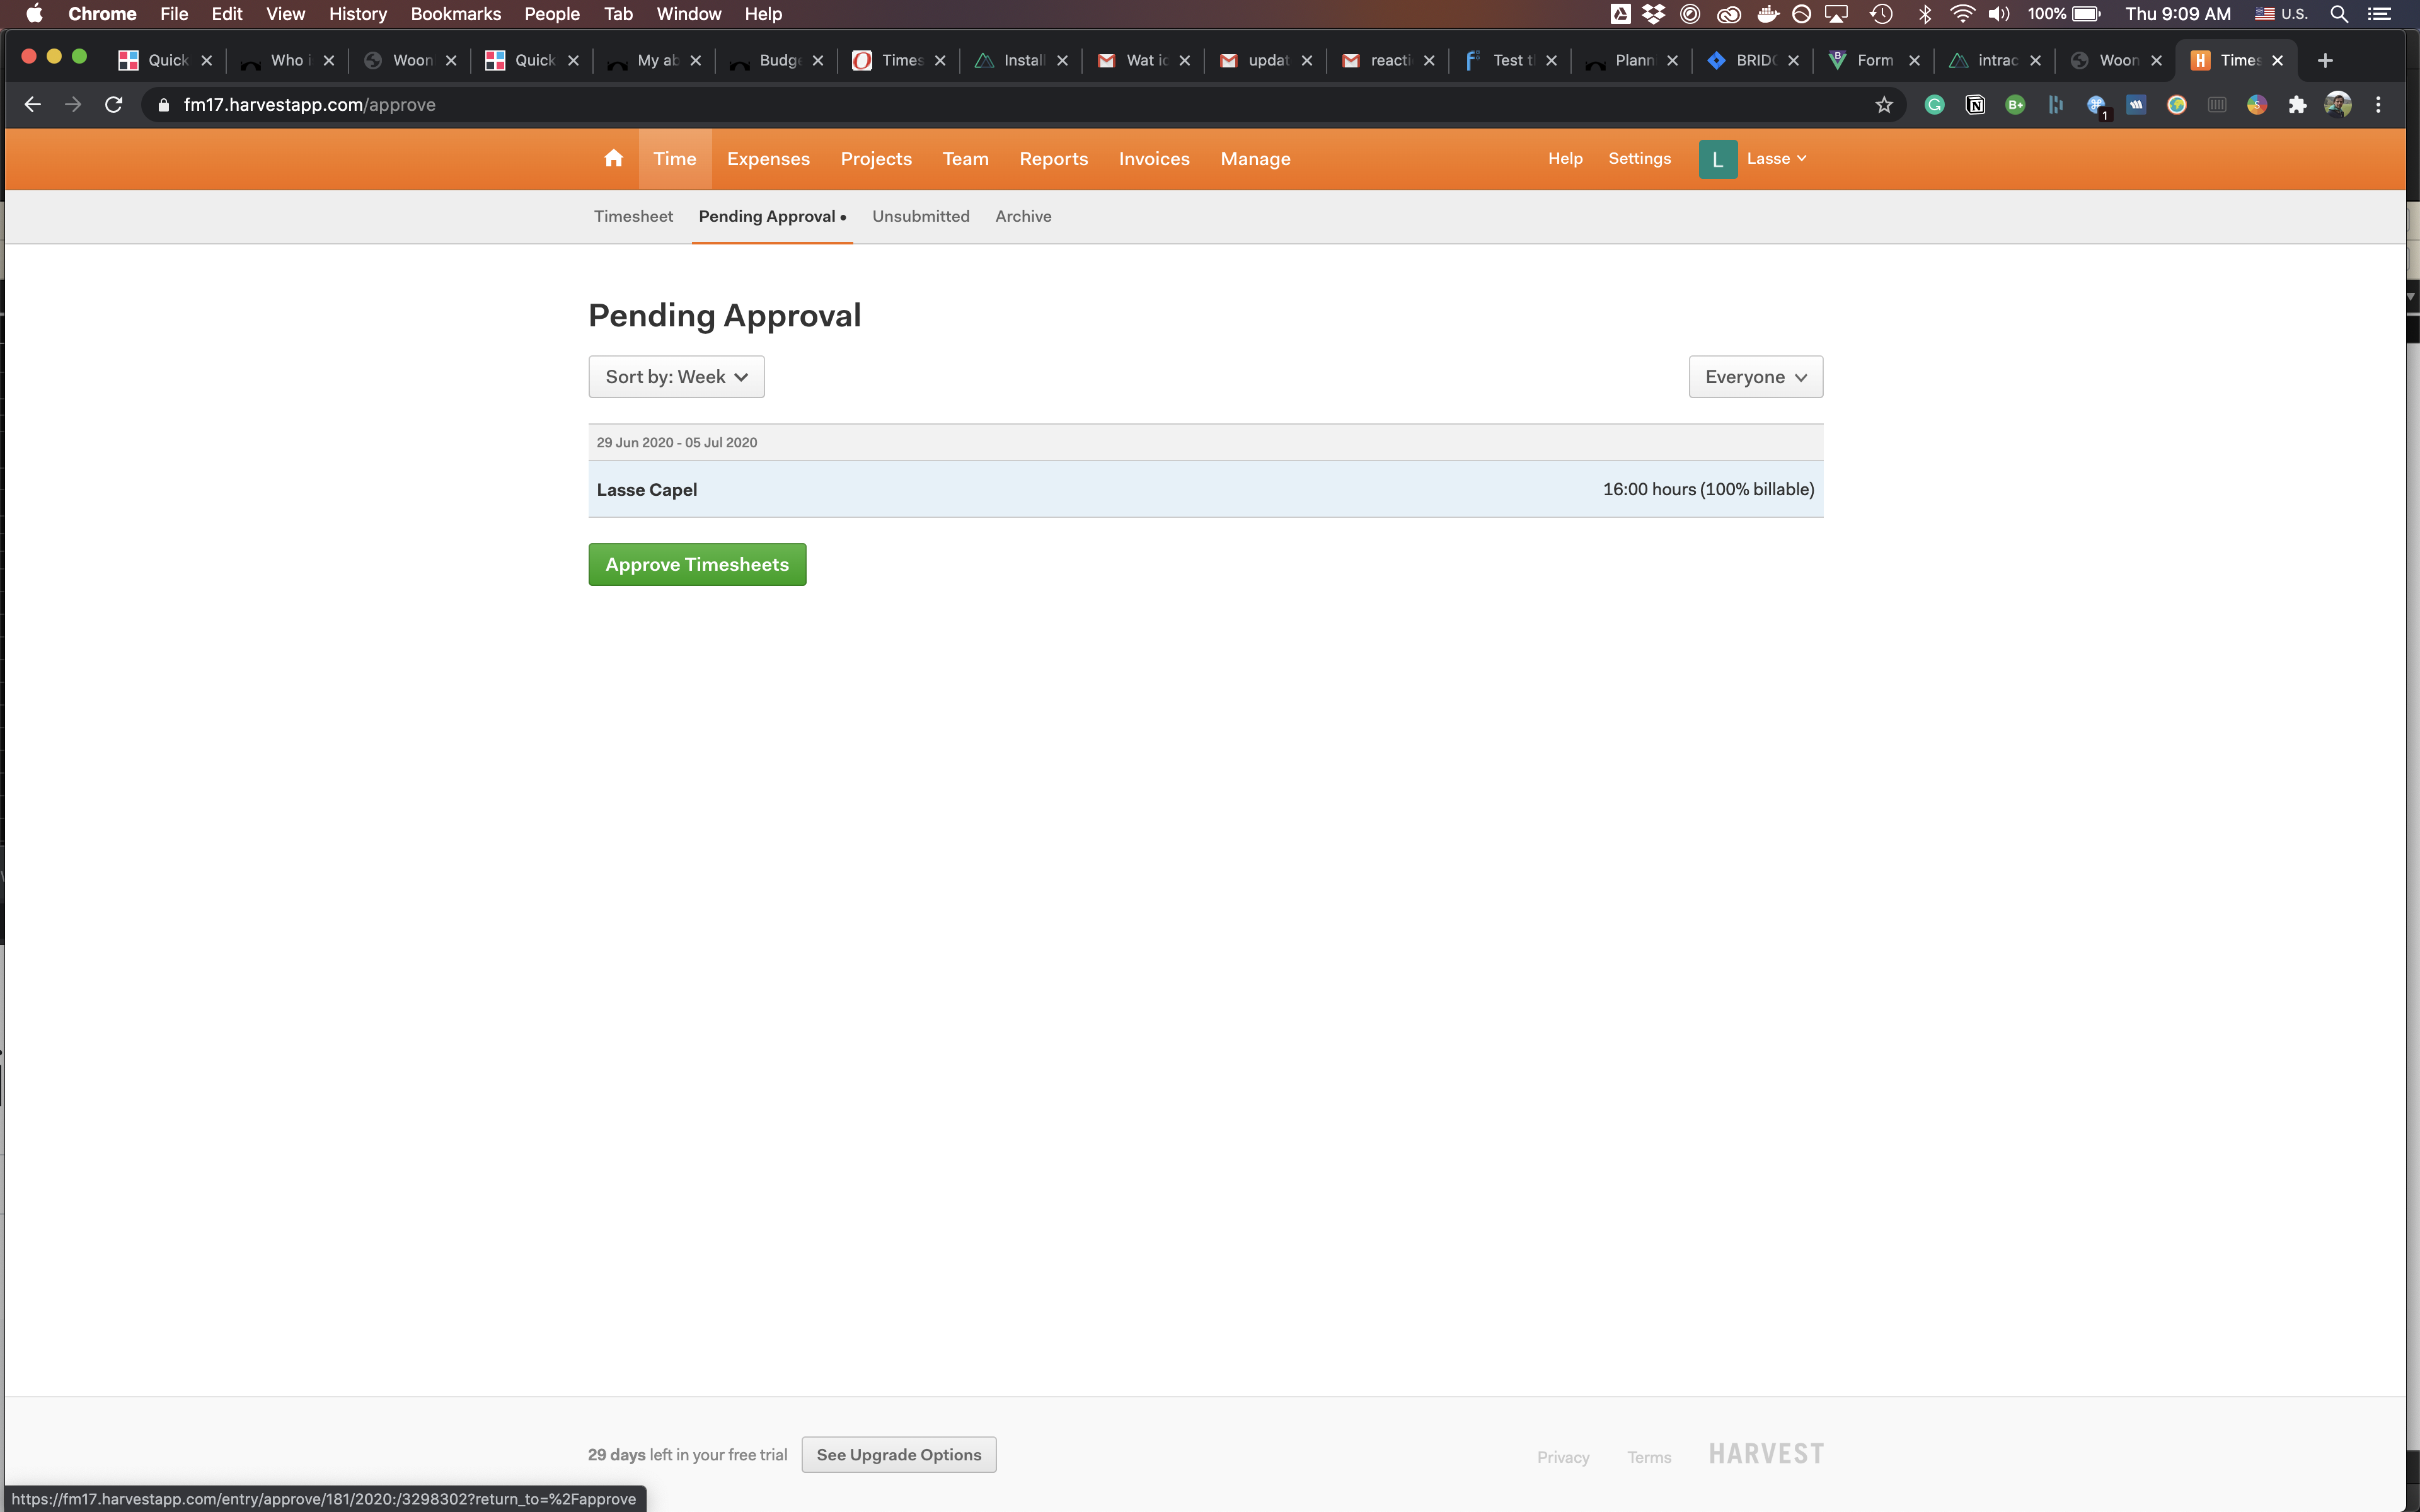 Chrome File Edit View History Bookmarks People Tab Window Help 100% Thu 9:09 AM U.S.
Quick Who i Woon Quick My ab Budge Times Install Wat ic updat reacti Test t Plann BRIDG Form intrac Woon Times
fm17.harvestapp.com/approve
Time Expenses Projects Team Reports Invoices Manage Help Settings L Lasse
Timesheet Pending Approval • Unsubmitted Archive
Pending Approval
Sort by: Week Everyone
29 Jun 2020 - 05 Jul 2020
Lasse Capel 16:00 hours (100% billable)
Approve Timesheets
29 days left in your free trial See Upgrade Options Privacy Terms HARVEST
https://fm17.harvestapp.com/entry/approve/181/2020:/3298302?return_to=%2Fapprove